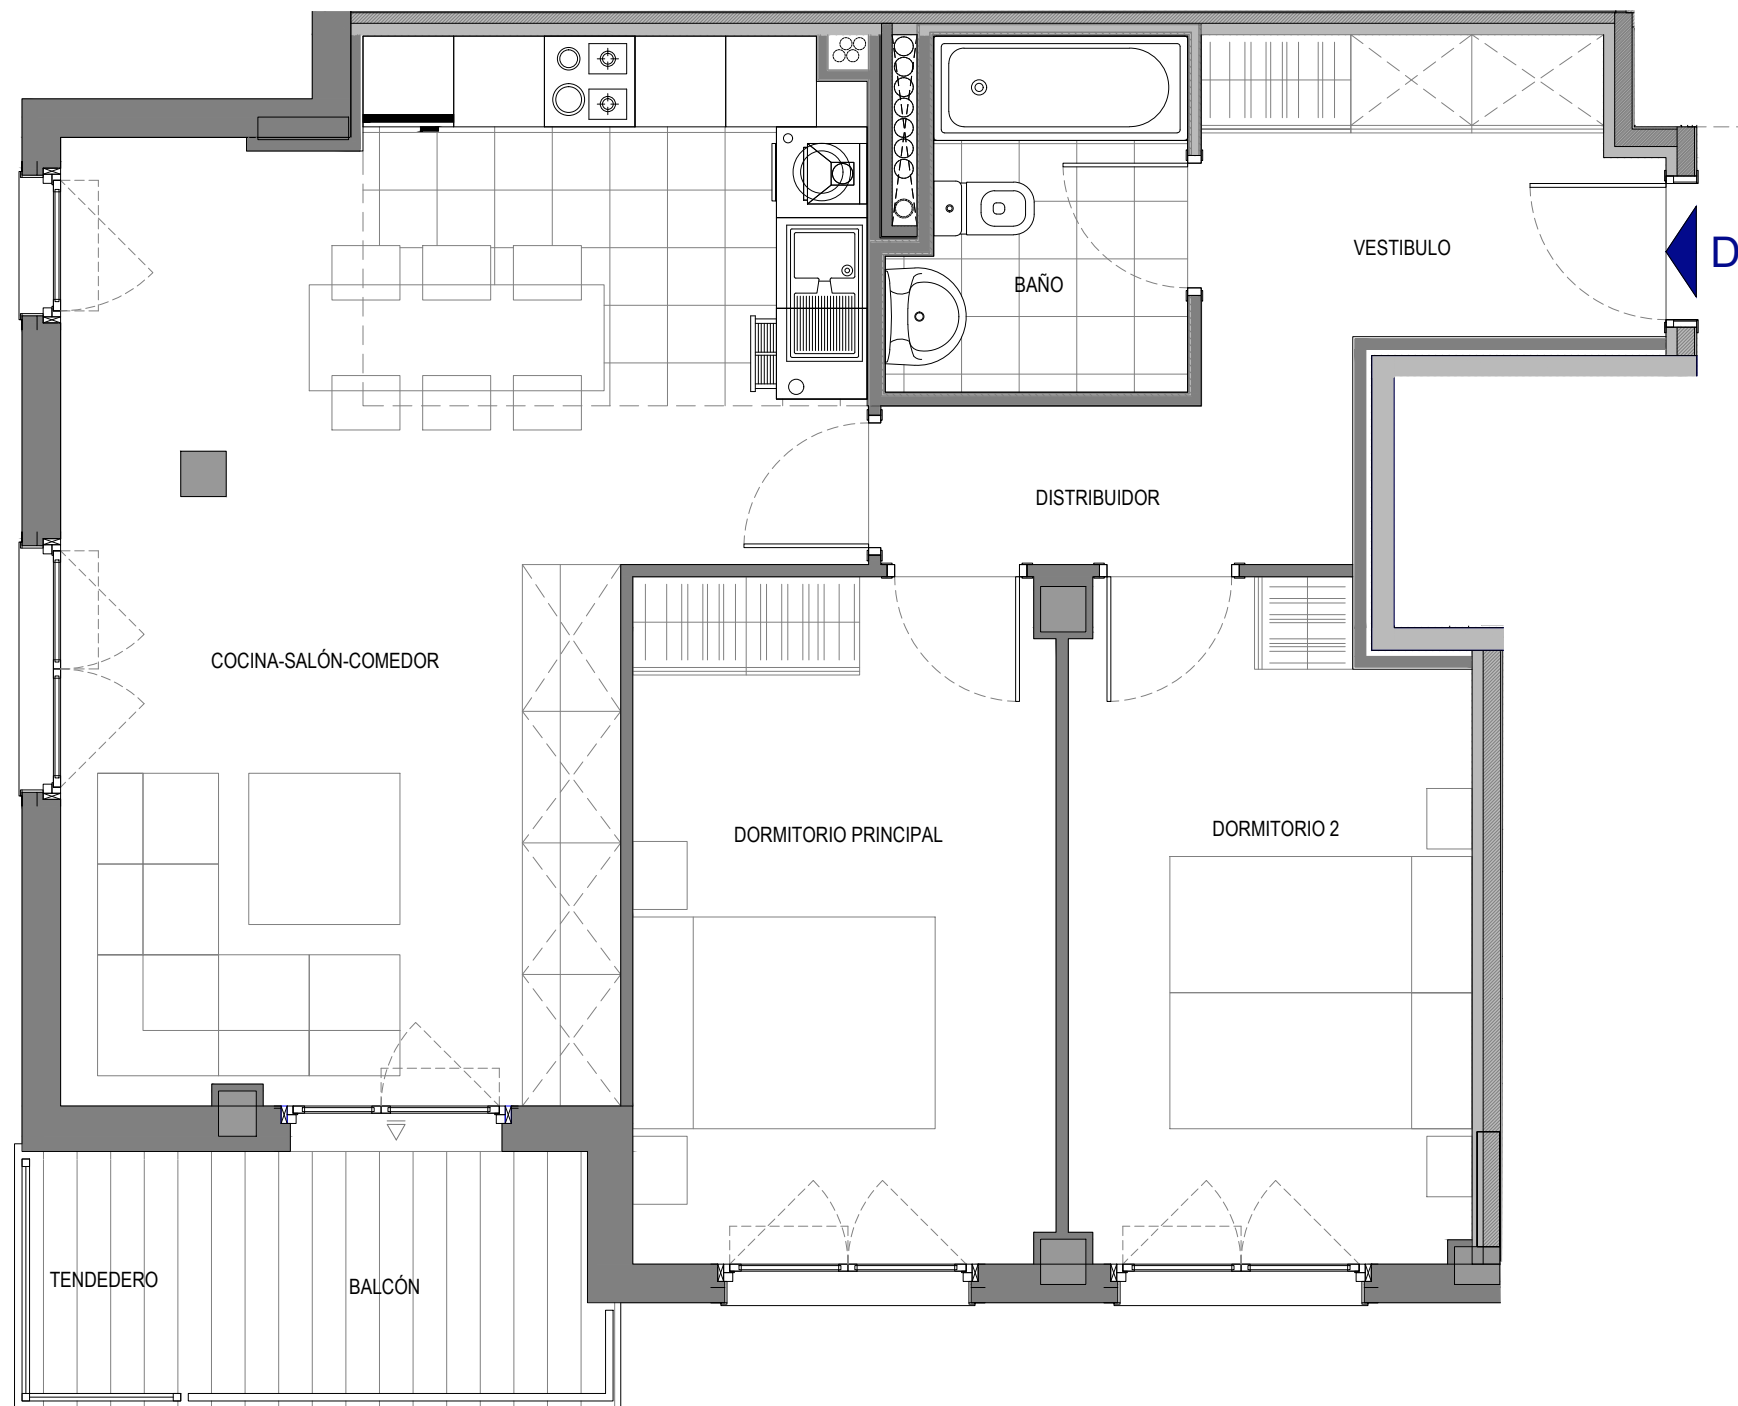 VESTIBULO
D
BAÑO
DISTRIBUIDOR
COCINA-SALÓN-COMEDOR
DORMITORIO PRINCIPAL
DORMITORIO 2
TENDEDERO
BALCÓN